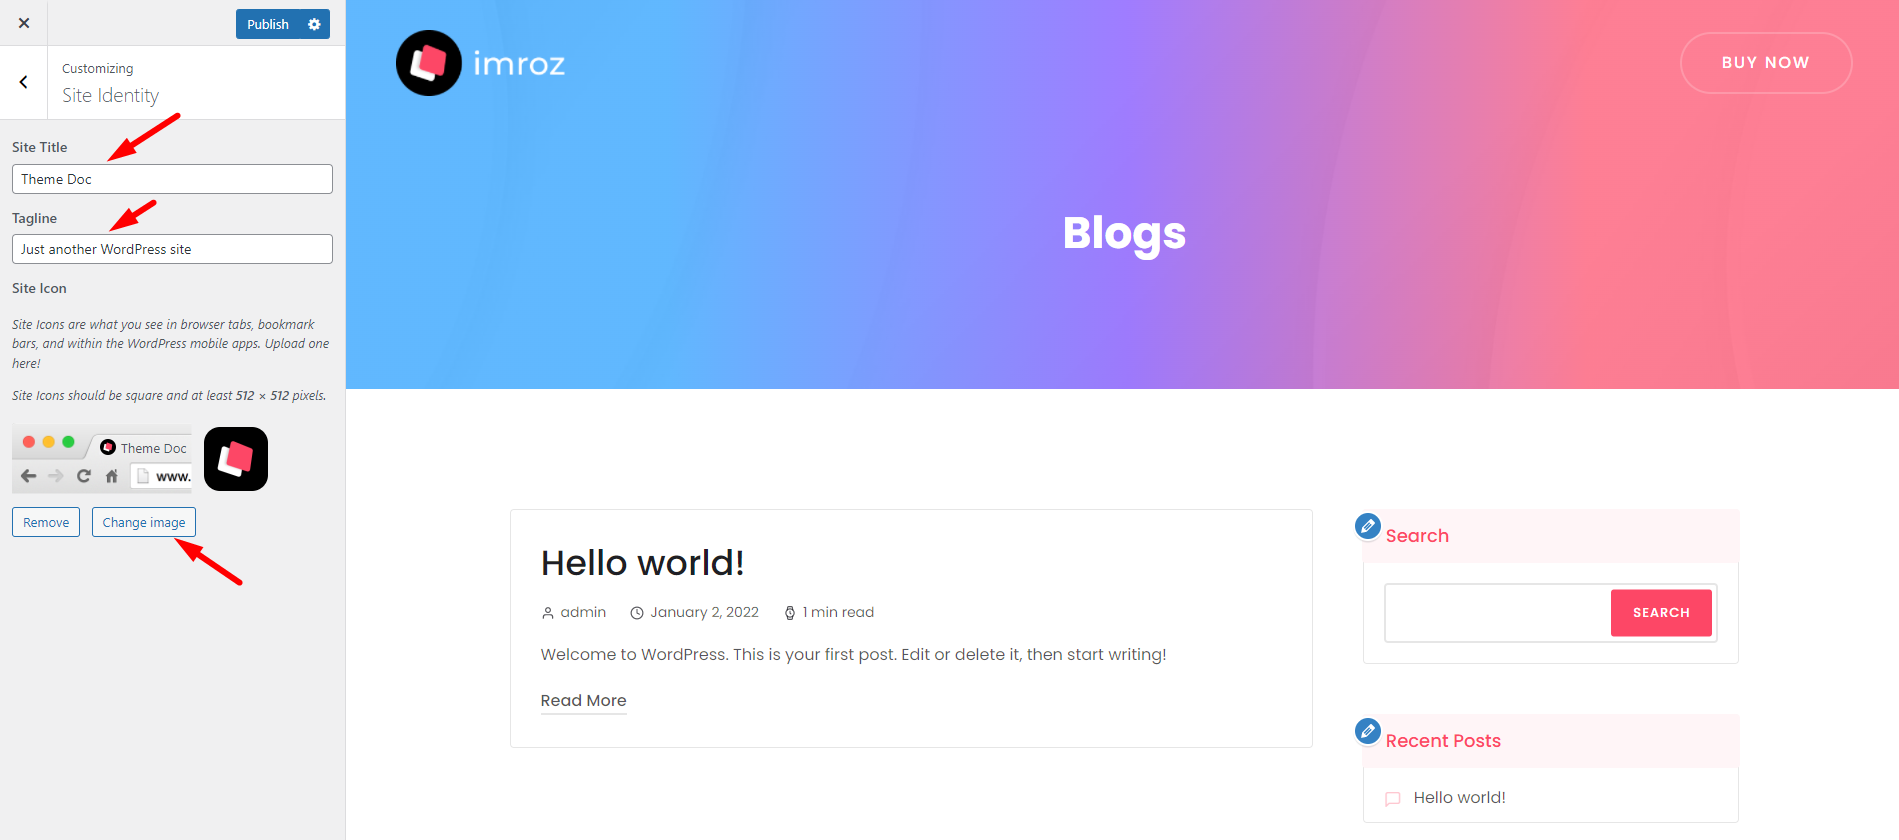 Publish
Customizing
Site Identity
Site Title
Theme Doc
Tagline
Just another WordPress site
Site Icon
Site Icons are what you see in browser tabs, bookmark
bars, and within the WordPress mobile apps. Upload one
here!
Site Icons should be square and at least 512 × 512 pixels.
Theme Doc
www.
Remove
Change image
imroz
BUY NOW
Blogs
Hello world!
admin
January 2, 2022
1 min read
Welcome to WordPress. This is your first post. Edit or delete it, then start writing!
Read More
Search
SEARCH
Recent Posts
Hello world!